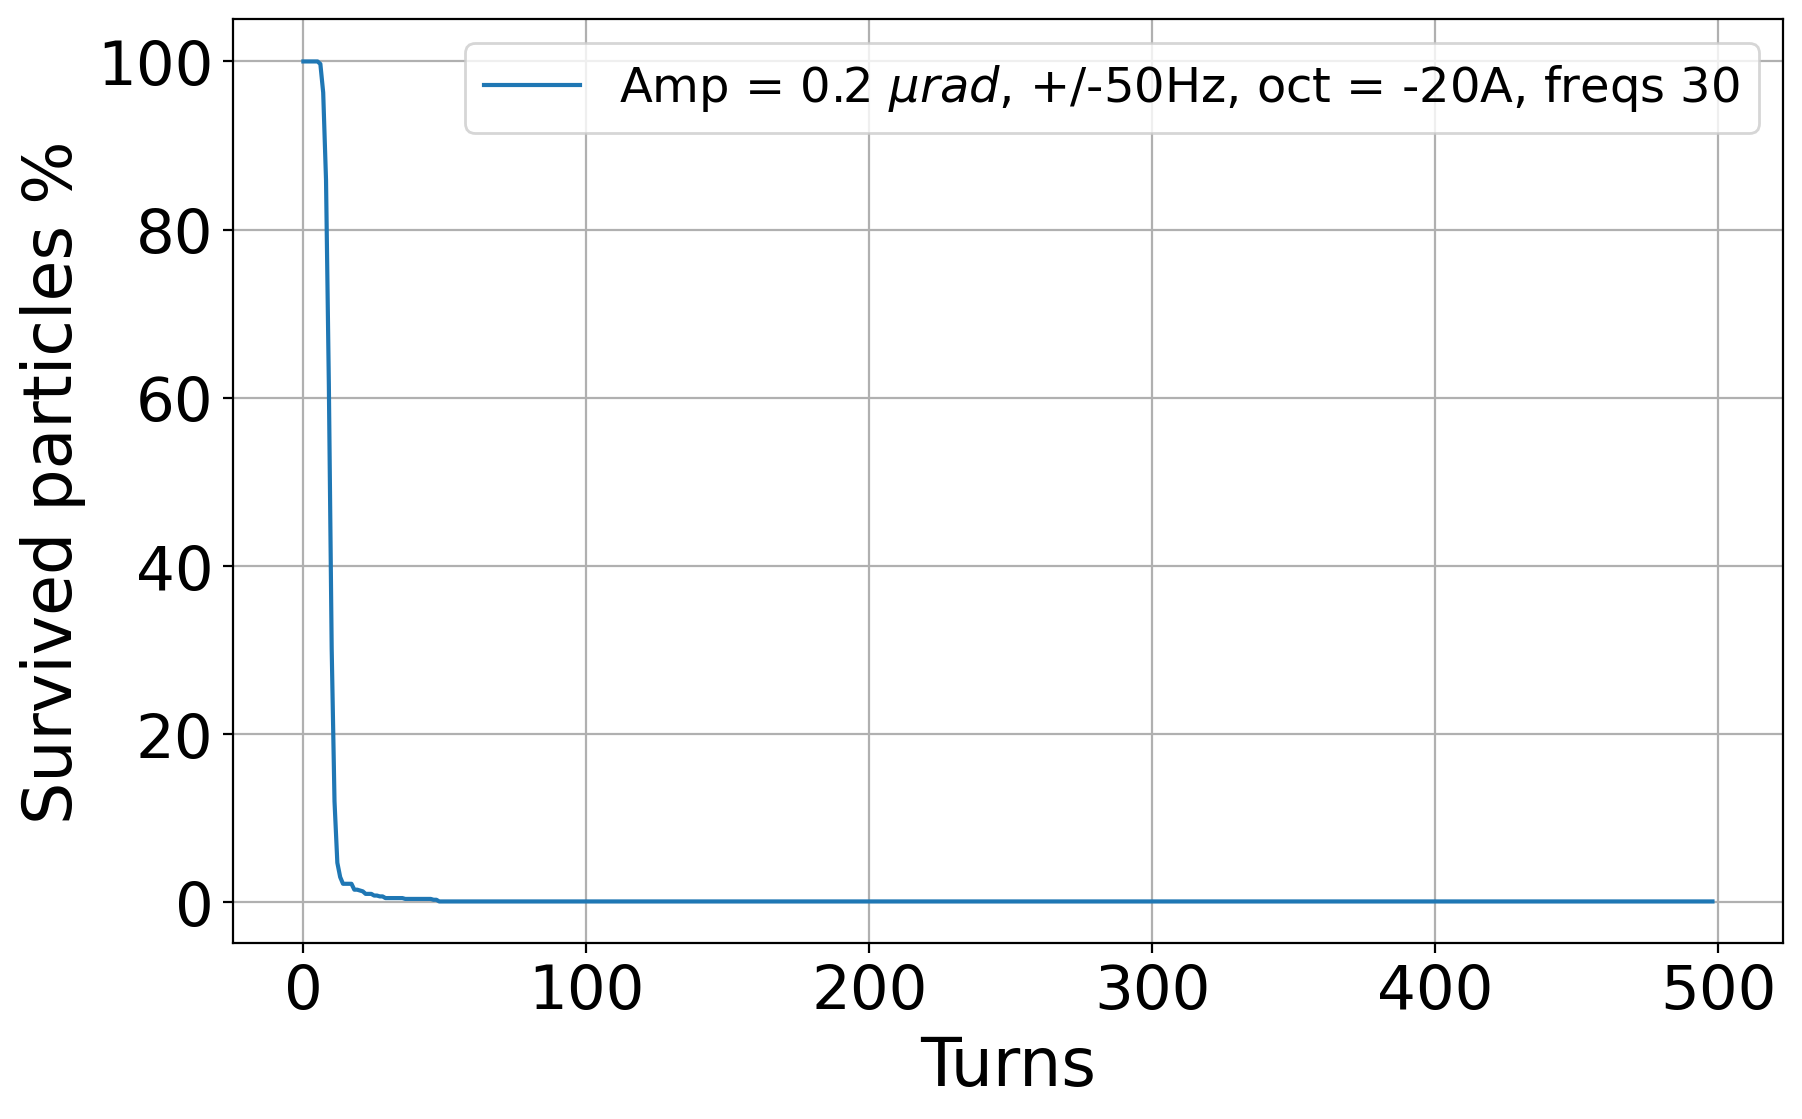 Survived particles %
100
80
60
40
20
0
Amp = 0.2 μrad, +/-50Hz, oct = -20A, freqs 30
0 100 200 300 400 500
Turns